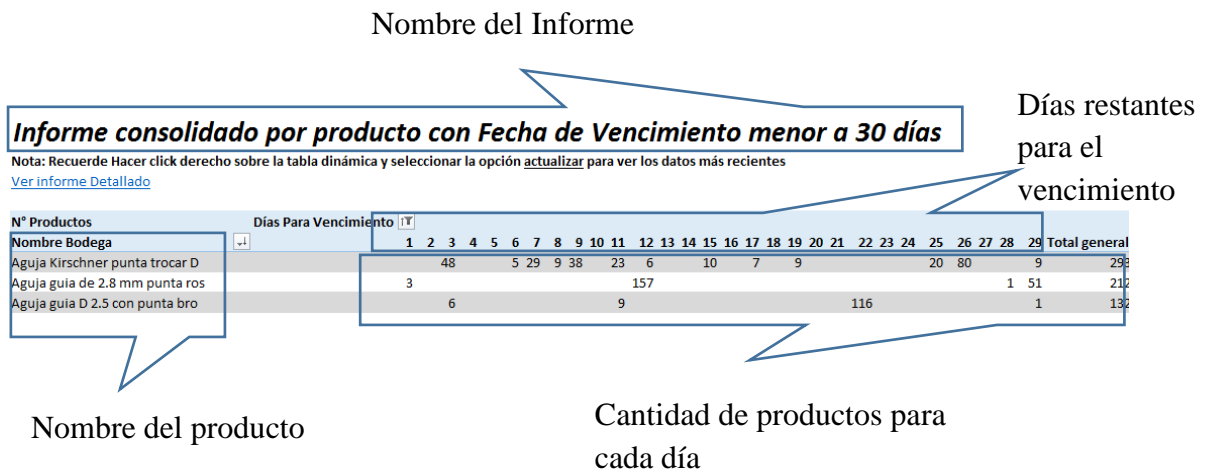 Nombre del Informe
Días restantes
para el
vencimiento
Informe consolidado por producto con Fecha de Vencimiento menor a 30 días
Nota: Recuerde Hacer click derecho sobre la tabla dinámica y seleccionar la opción actualizar para ver los datos más recientes
Ver informe Detallado
N° Productos Días Para Vencimiento
Nombre Bodega 1 2 3 4 5 6 7 8 9 10 11 12 13 14 15 16 17 18 19 20 21 22 23 24 25 26 27 28 29 Total general
Aguja Kirschner punta trocar D 48 5 29 9 38 23 6 10 7 9 20 80 9 293
Aguja guia de 2.8 mm punta ros 3 157 1 51 212
Aguja guia D 2.5 con punta bro 6 9 116 1 132
Nombre del producto
Cantidad de productos para
cada día